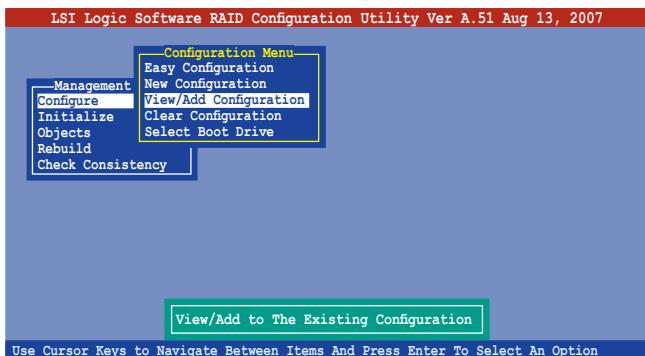 LSI Logic Software RAID Configuration Utility Ver A.51 Aug 13, 2007
Configuration Menu
Easy Configuration
New Configuration
View/Add Configuration
Clear Configuration
Select Boot Drive
Management
Configure
Initialize
Objects
Rebuild
Check Consistency
View/Add to The Existing Configuration
Use Cursor Keys to Navigate Between Items And Press Enter To Select An Option